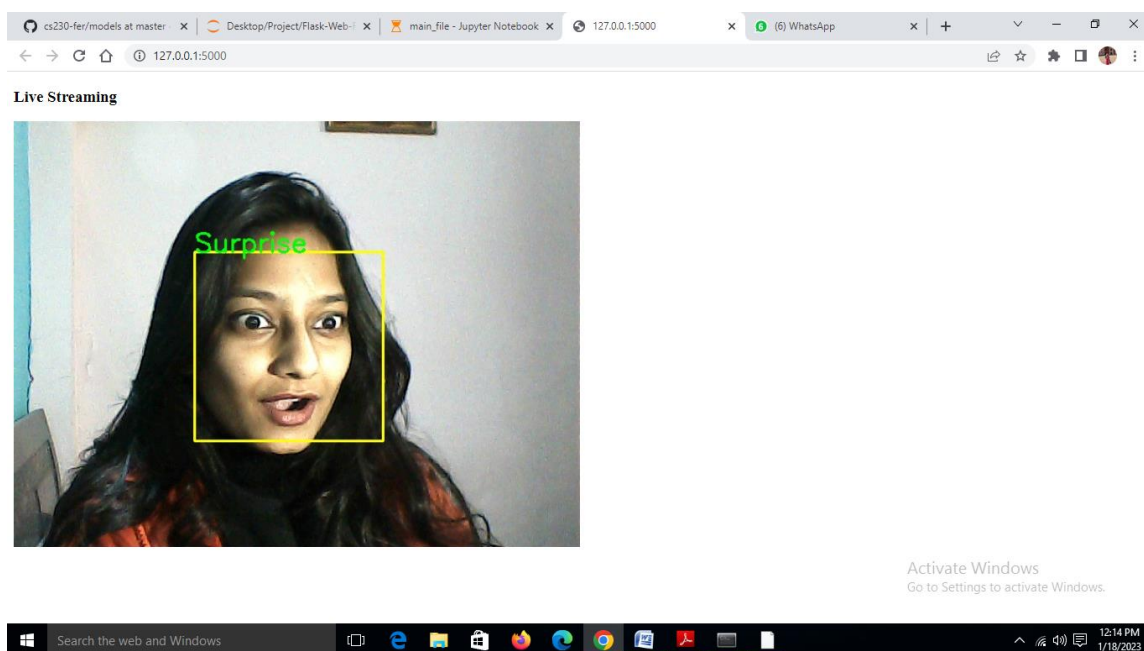 cs230-fer/models at master
Desktop/Project/Flask-Web-F
main_file - Jupyter Notebook
127.0.0.1:5000
6
(6) WhatsApp
127.0.0.1:5000
Live Streaming
Surprise
Activate Windows
Go to Settings to activate Windows.
Search the web and Windows
12:14 PM
1/18/2023